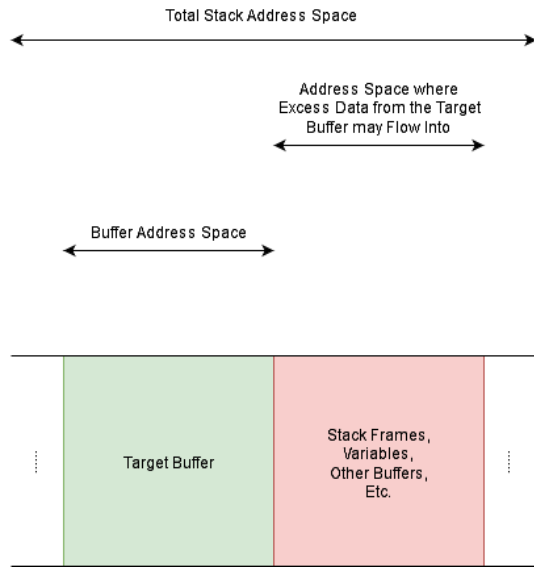 Total Stack Address Space
Address Space where
Excess Data from the Target
Buffer may Flow Into
Buffer Address Space
Target Buffer
Stack Frames,
Variables,
Other Buffers,
Etc.